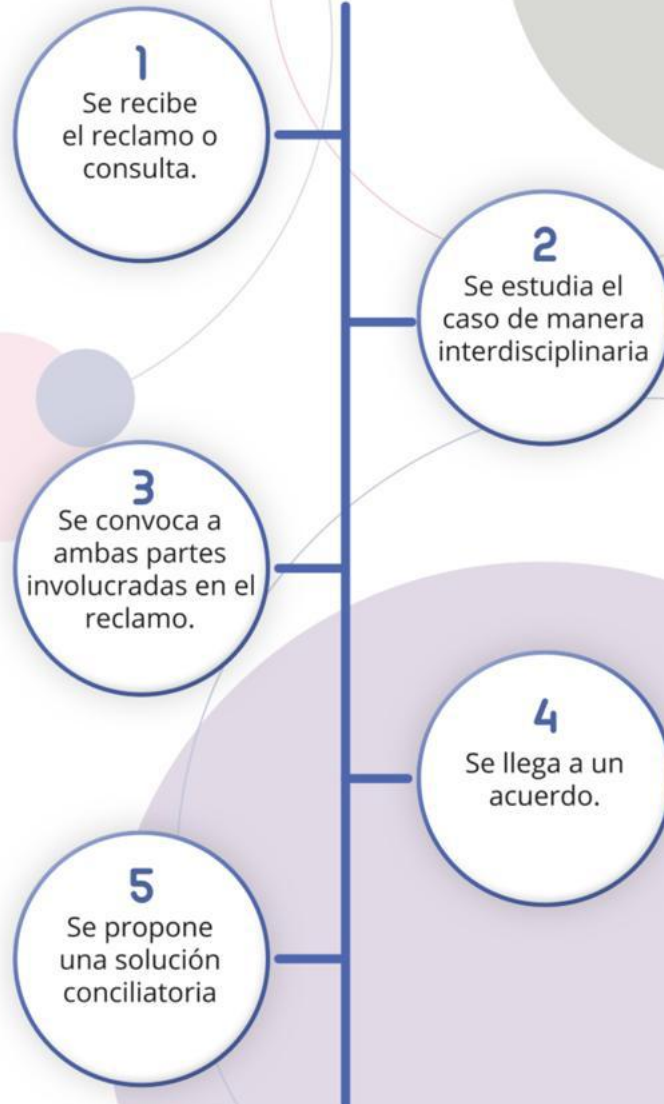 1
Se recibe
el reclamo o
consulta.
2
Se estudia el
caso de manera
interdisciplinaria
3
Se convoca a
ambas partes
involucradas en el
reclamo.
4
Se llega a un
acuerdo.
5
Se propone
una solución
conciliatoria